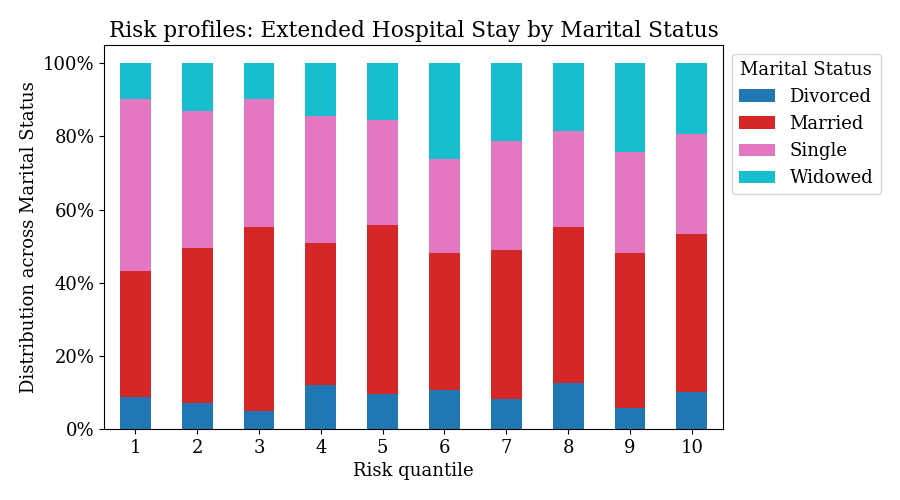 Risk profiles: Extended Hospital Stay by Marital Status
Distribution across Marital Status
100%
80%
60%
40%
20%
0%
1 2 3 4 5 6 7 8 9 10
Risk quantile
Marital Status
Divorced
Married
Single
Widowed